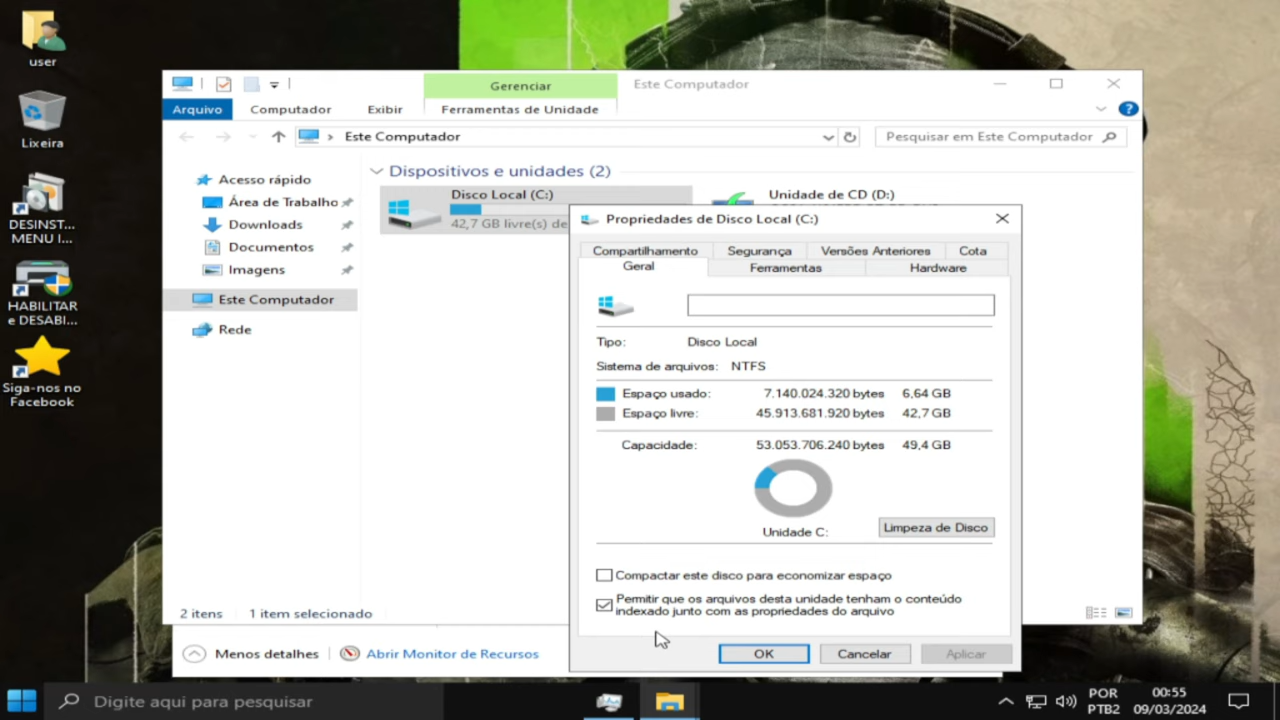 user
Lixeira
DESINST...
MENU I...
HABILITAR
e DESABI...
Siga-nos no
Facebook
Gerenciar
Este Computador
Arquivo
Computador
Exibir
Ferramentas de Unidade
Este Computador
Pesquisar em Este Computador
Acesso rápido
Área de Trabalho
Downloads
Documentos
Imagens
Este Computador
Rede
Dispositivos e unidades (2)
Disco Local (C:)
42,7 GB livre(s) de
Unidade de CD (D:)
Propriedades de Disco Local (C:)
Compartilhamento
Segurança
Versões Anteriores
Cota
Geral
Ferramentas
Hardware
Tipo: Disco Local
Sistema de arquivos: NTFS
Espaço usado: 7.140.024.320 bytes 6,64 GB
Espaço livre: 45.913.681.920 bytes 42,7 GB
Capacidade: 53.053.706.240 bytes 49,4 GB
Unidade C:
Limpeza de Disco
Compactar este disco para economizar espaço
Permitir que os arquivos desta unidade tenham o conteúdo
indexado junto com as propriedades do arquivo
OK
Cancelar
Aplicar
2 itens
1 item selecionado
Menos detalhes
Abrir Monitor de Recursos
Digite aqui para pesquisar
POR
PTB2
00:55
09/03/2024